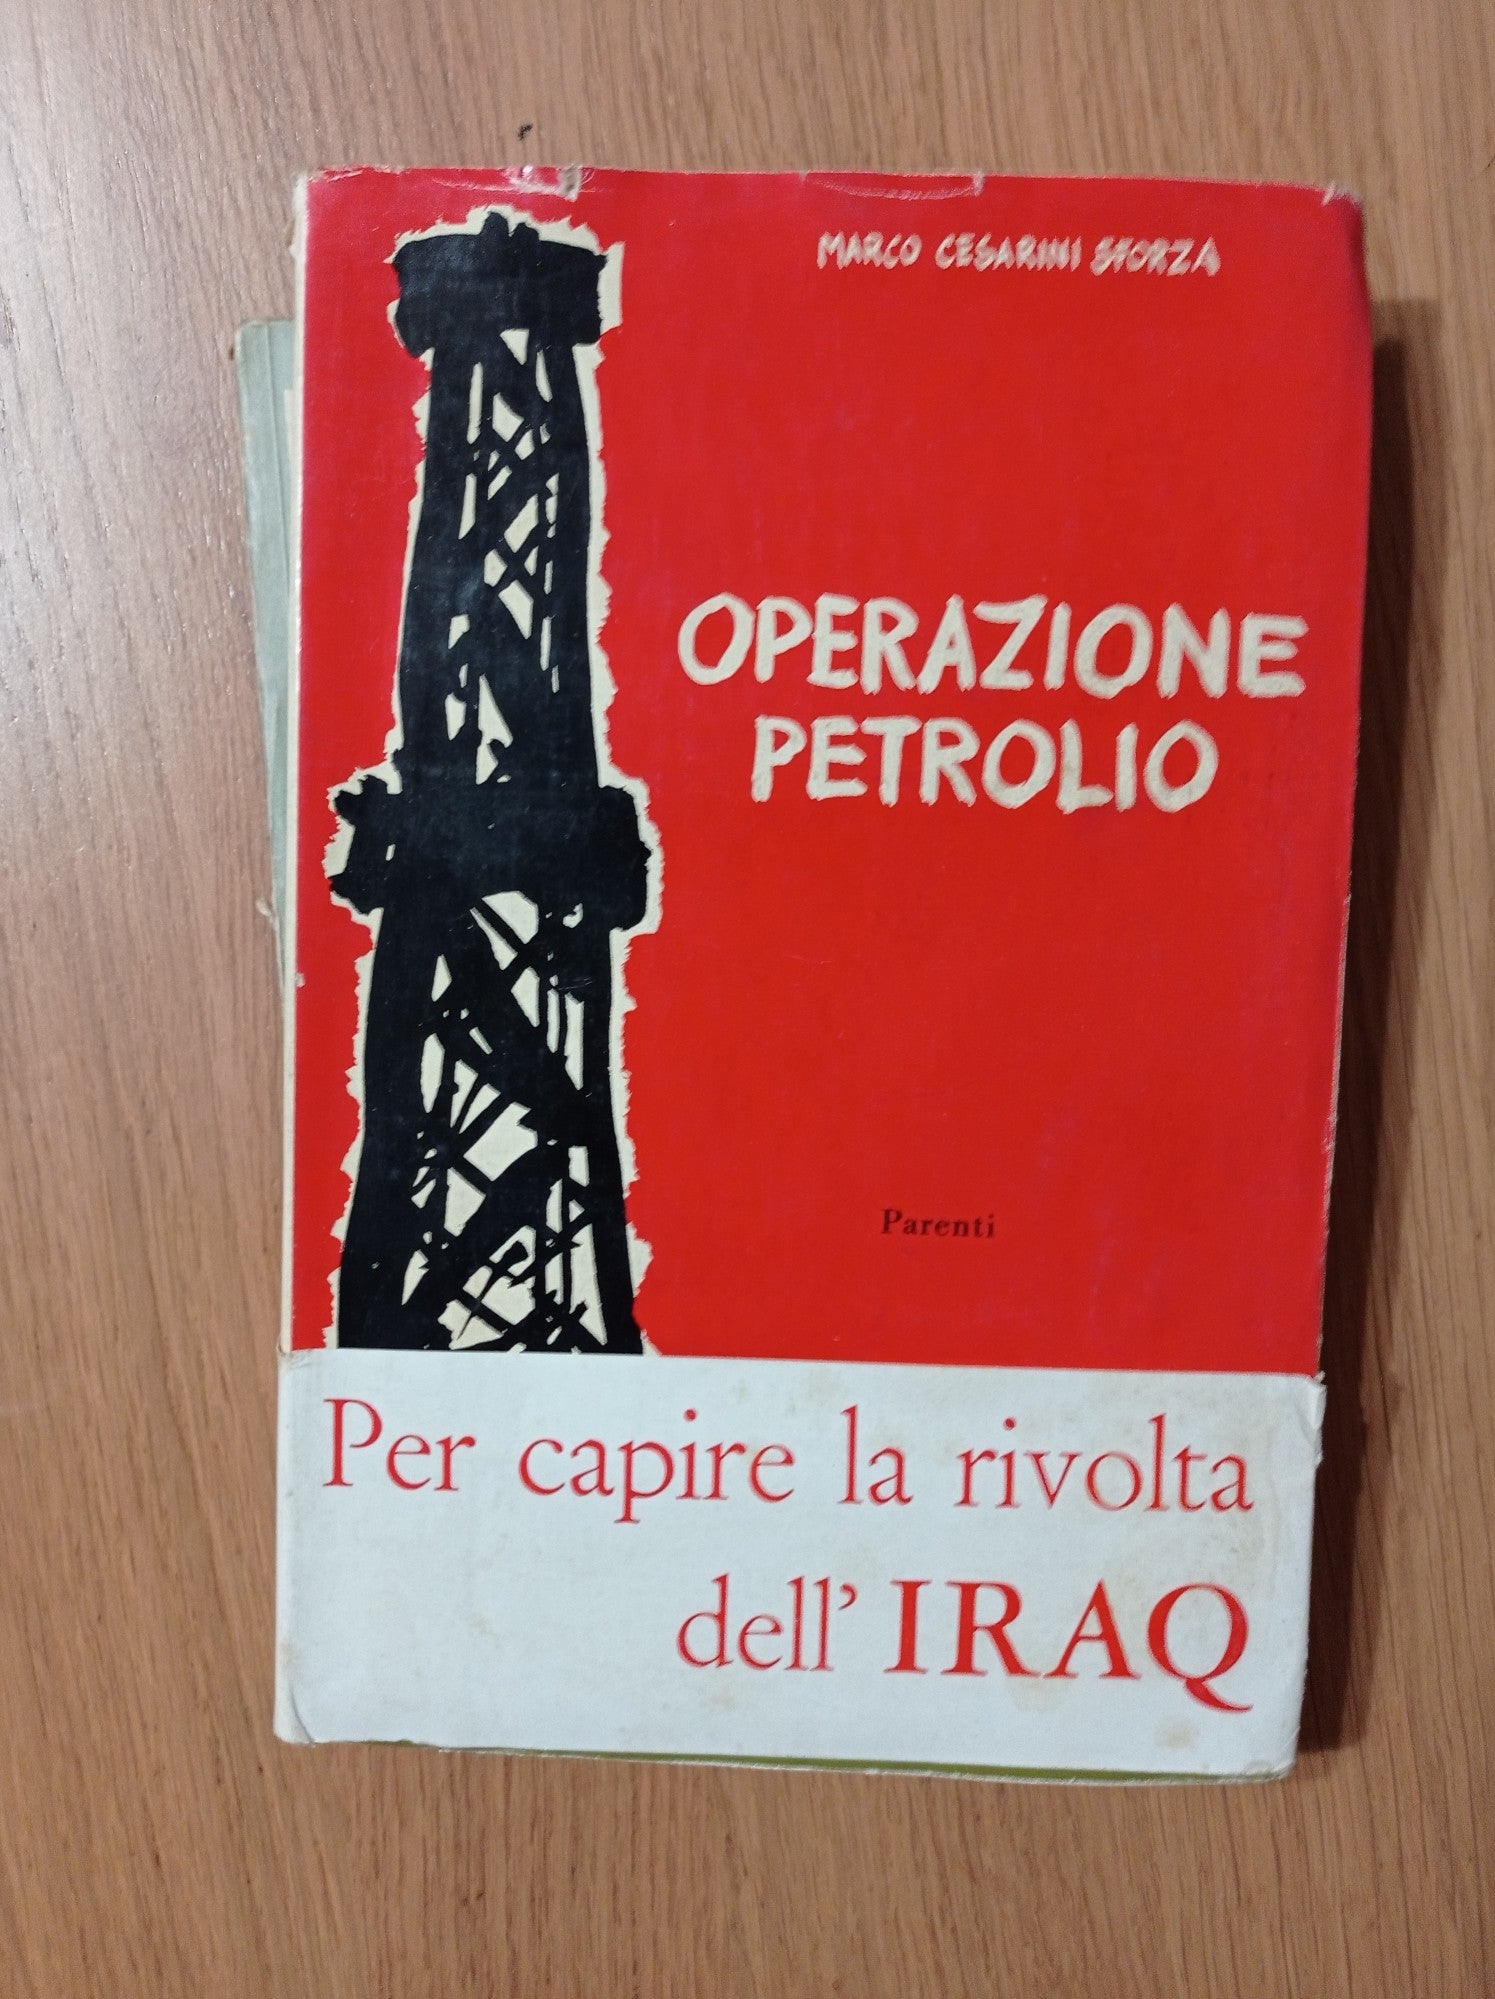 MARCO CESARINI SFORZA
OPERAZIONE
PETROLIO
Parenti
Per capire la rivolta
dell' IRAQ